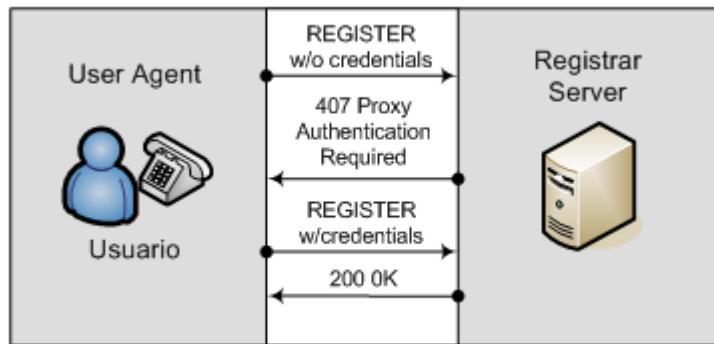 User Agent
Usuario
REGISTER
w/o credentials
407 Proxy
Authentication
Required
REGISTER
w/credentials
200 0K
Registrar
Server